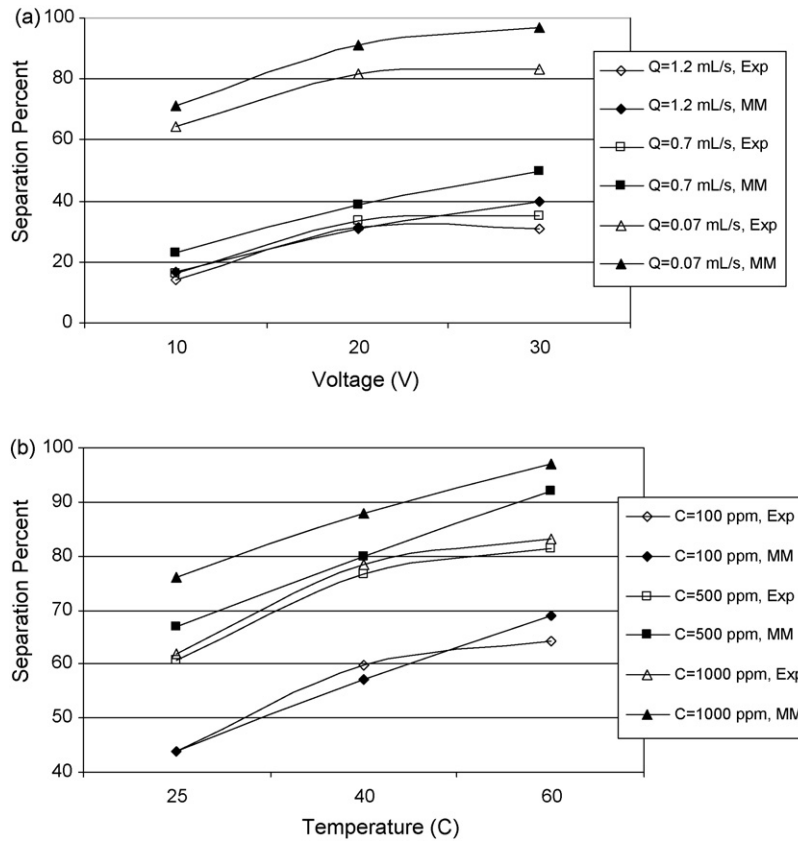 (a)
100
80
60
40
20
0
Separation Percent
10
20
30
Voltage (V)
Q=1.2 mL/s, Exp
Q=1.2 mL/s, MM
Q=0.7 mL/s, Exp
Q=0.7 mL/s, MM
Q=0.07 mL/s, Exp
Q=0.07 mL/s, MM
(b)
100
90
80
70
60
50
40
Separation Percent
25
40
60
Temperature (C)
C=100 ppm, Exp
C=100 ppm, MM
C=500 ppm, Exp
C=500 ppm, MM
C=1000 ppm, Exp
C=1000 ppm, MM